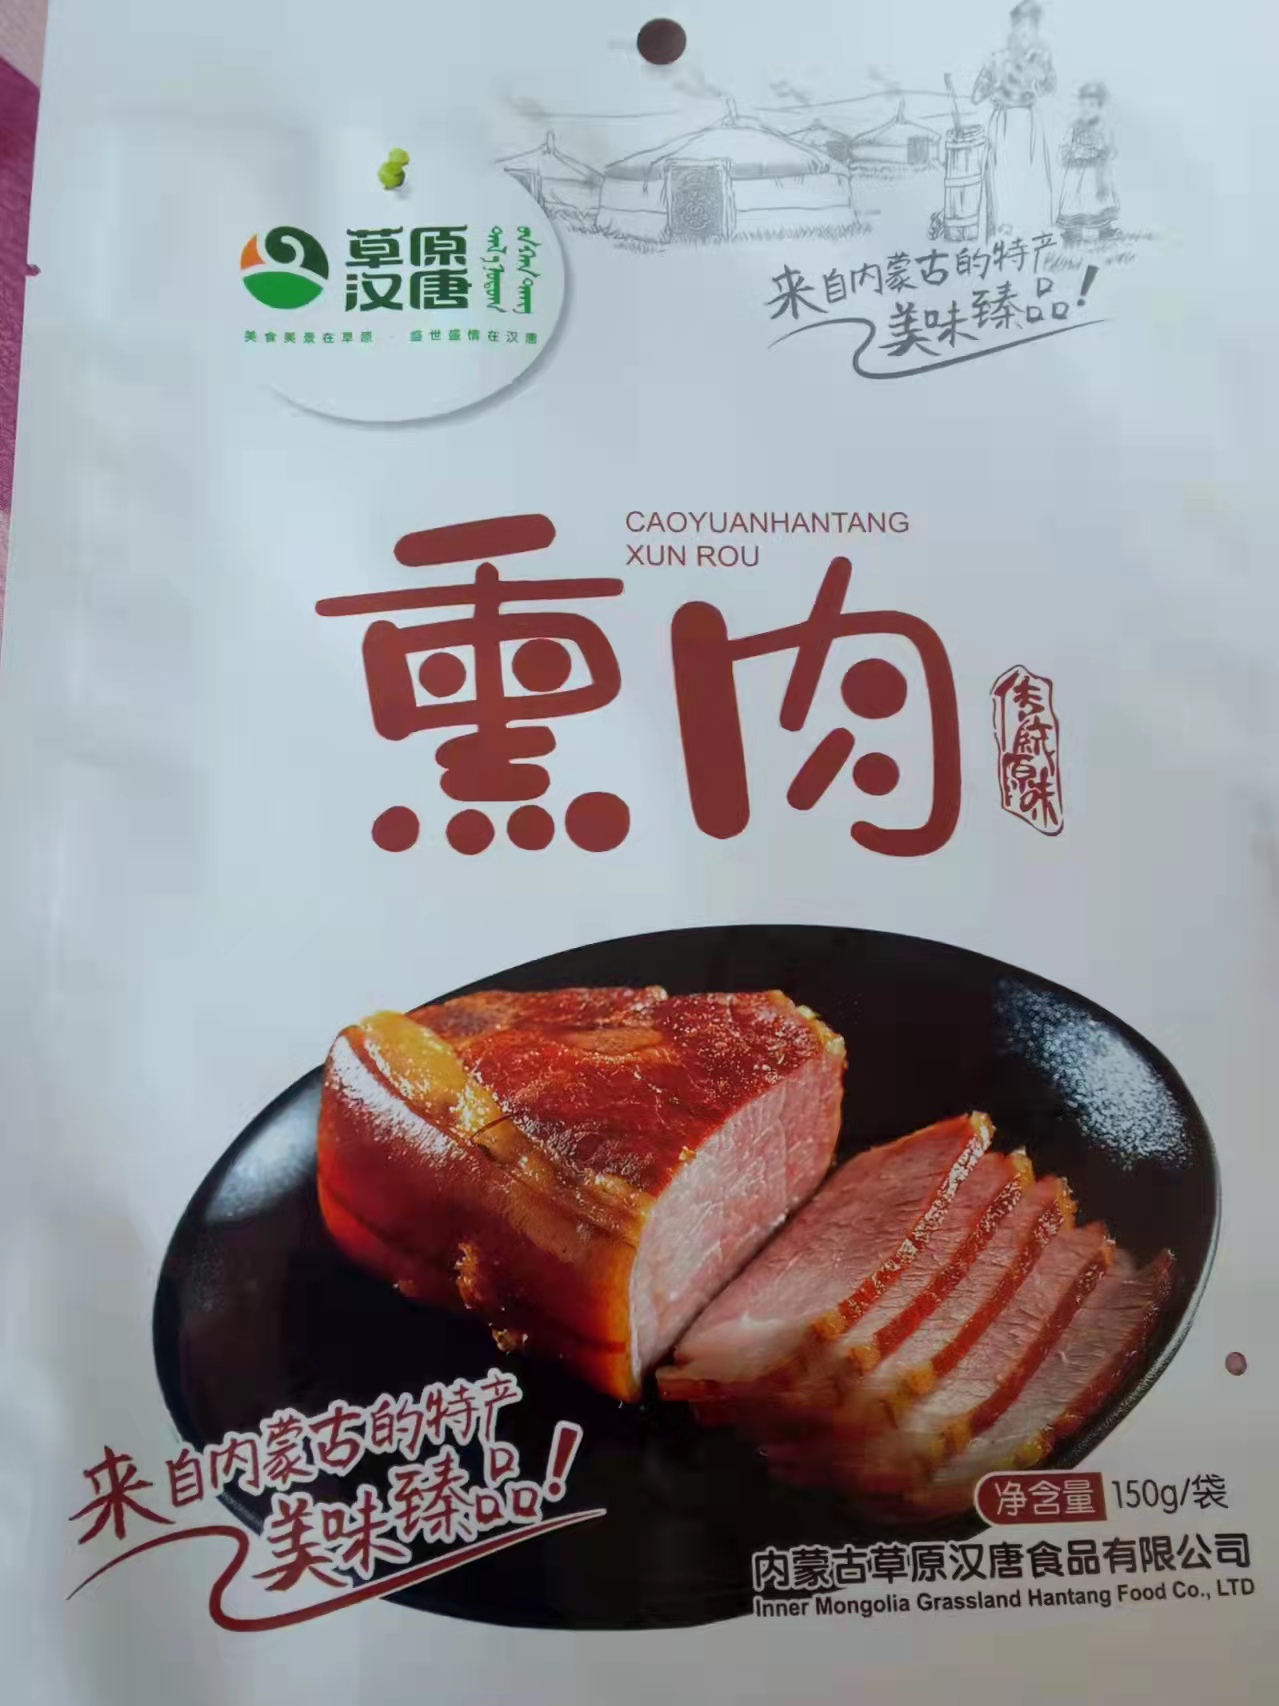 草原
汉唐
美食美景在草原 · 盛世盛情在汉唐
来自内蒙古的特产
美味臻品!
CAOYUANHANTANG
XUN ROU
熏肉
传统原味
来自内蒙古的特产
美味臻品!
净含量 150g/袋
内蒙古草原汉唐食品有限公司
Inner Mongolia Grassland Hantang Food Co., LTD